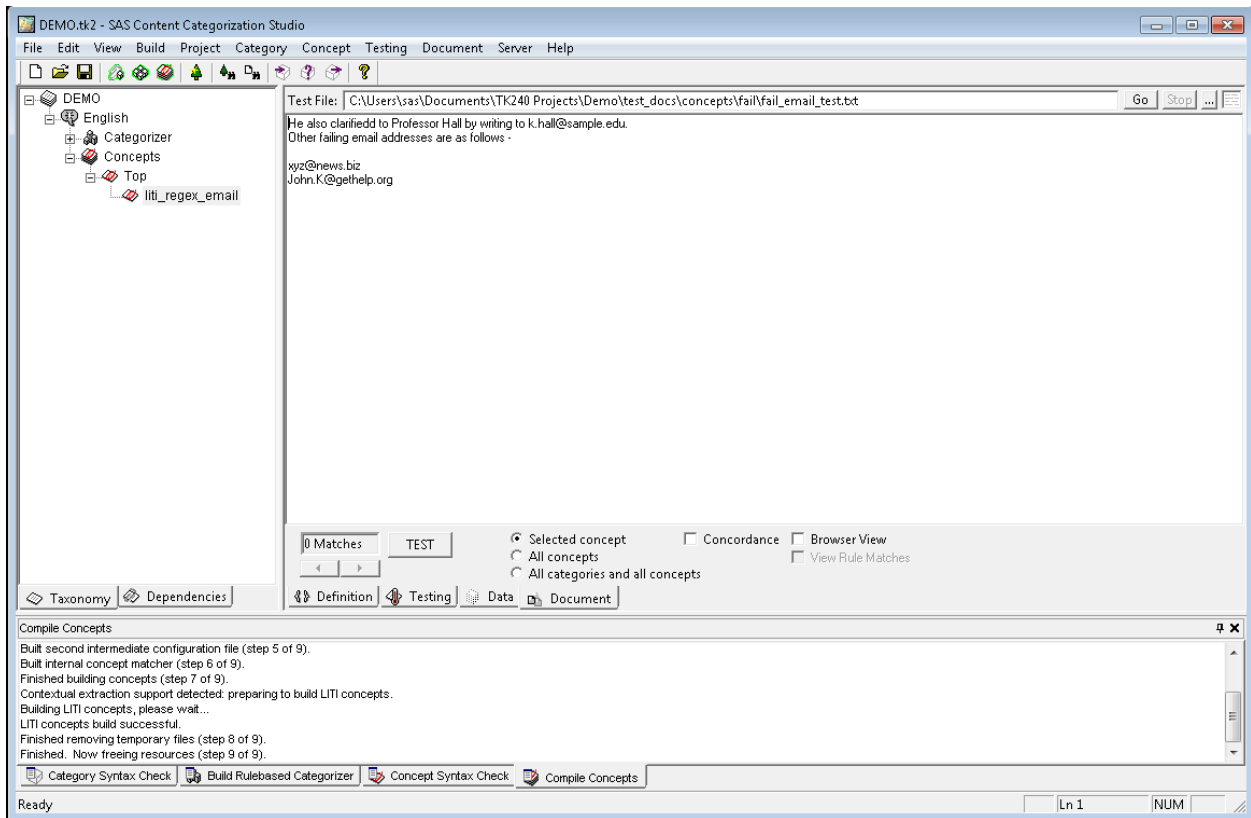 DEMO.tk2 - SAS Content Categorization Studio
File Edit View Build Project Category Concept Testing Document Server Help
DEMO
English
Categorizer
Concepts
Top
liti_regex_email
Test File: C:\Users\sas\Documents\TK240 Projects\Demo\test_docs\concepts\fail\fail_email_test.txt Go Stop ...
He also clarifiedd to Professor Hall by writing to k.hall@sample.edu.
Other failing email addresses are as follows -
xyz@news.biz
John.K@gethelp.org
0 Matches TEST Selected concept Concordance Browser View
All concepts View Rule Matches
All categories and all concepts
Taxonomy Dependencies Definition Testing Data Document
Compile Concepts
Built second intermediate configuration file (step 5 of 9).
Built internal concept matcher (step 6 of 9).
Finished building concepts (step 7 of 9).
Contextual extraction support detected: preparing to build LITI concepts.
Building LITI concepts, please wait...
LITI concepts build successful.
Finished removing temporary files (step 8 of 9).
Finished. Now freeing resources (step 9 of 9).
Category Syntax Check Build Rulebased Categorizer Concept Syntax Check Compile Concepts
Ready Ln 1 NUM